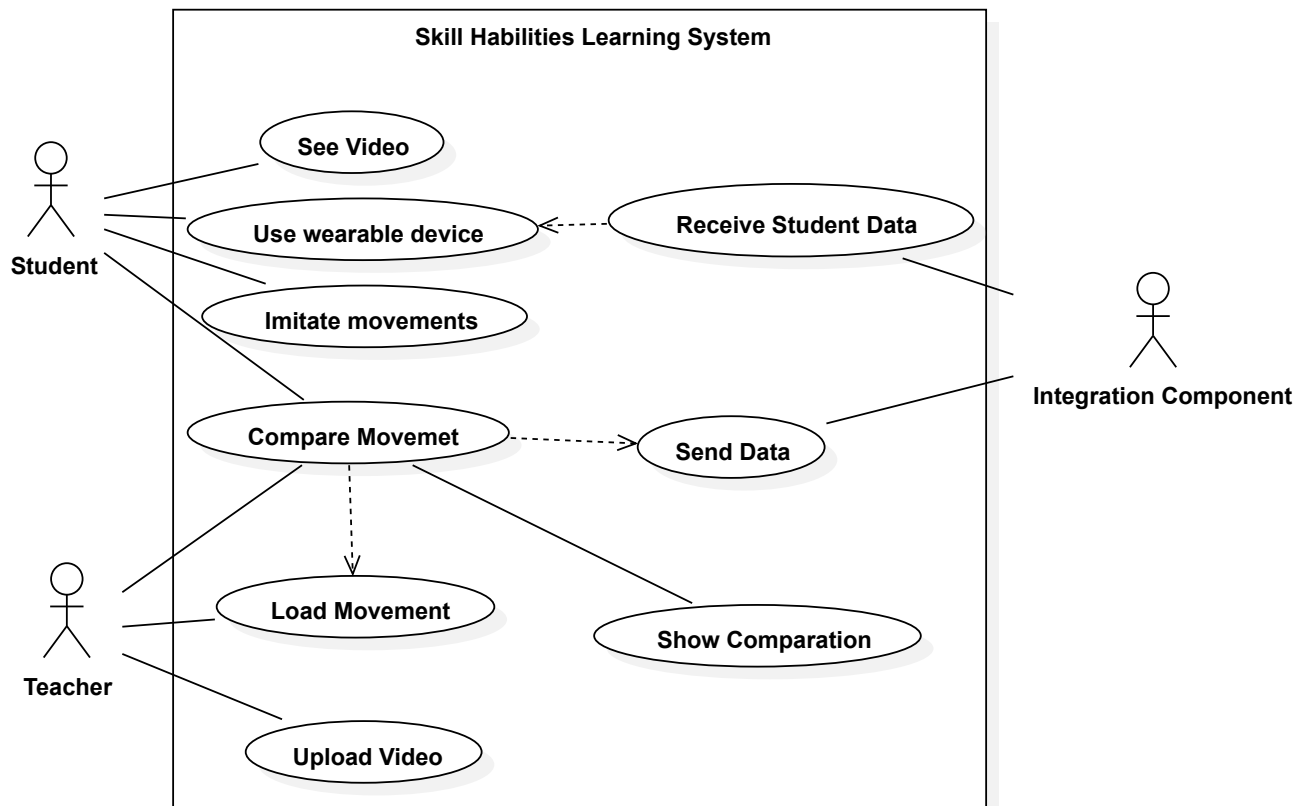 Skill Habilities Learning System
See Video
Use wearable device
Receive Student Data
Student
Imitate movements
Integration Component
Compare Movemet
Send Data
Load Movement
Show Comparation
Teacher
Upload Video